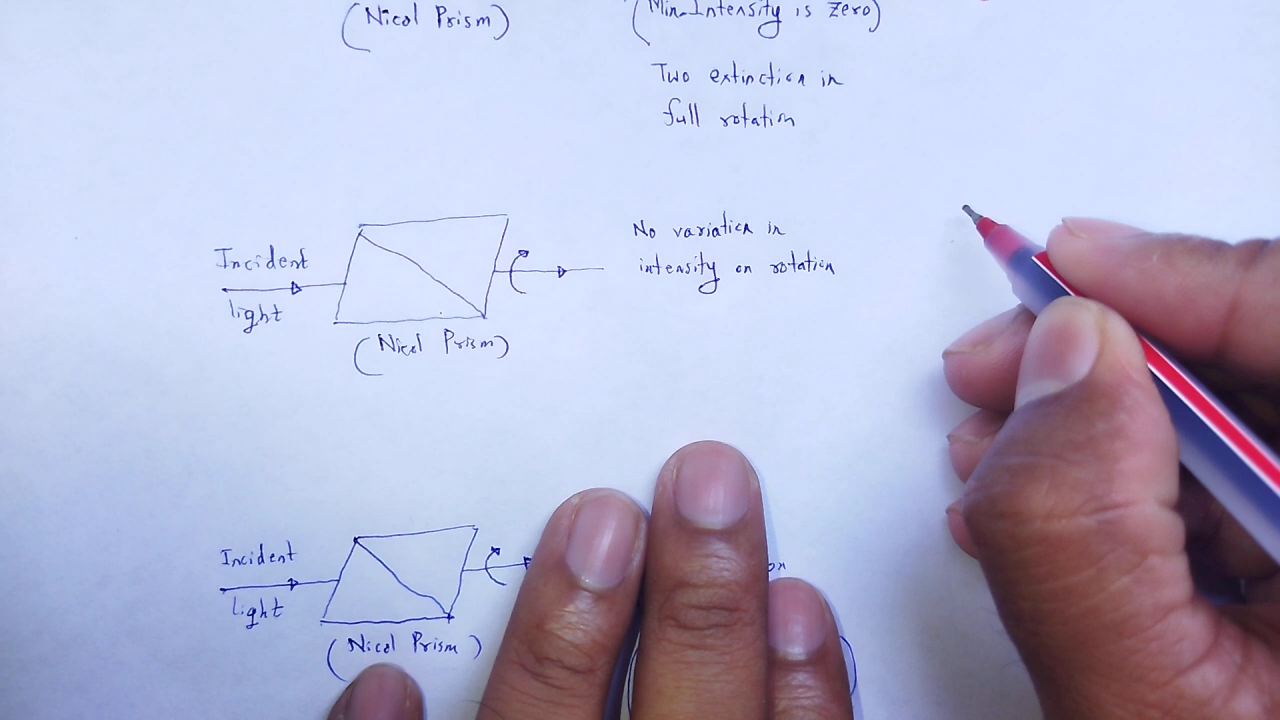 (Nicol Prism)
(Min. Intensity is Zero)
Two extinction in
full rotation
Incident
light
(Nicol Prism)
No variation in
intensity on rotation
Incident
light
(Nicol Prism)